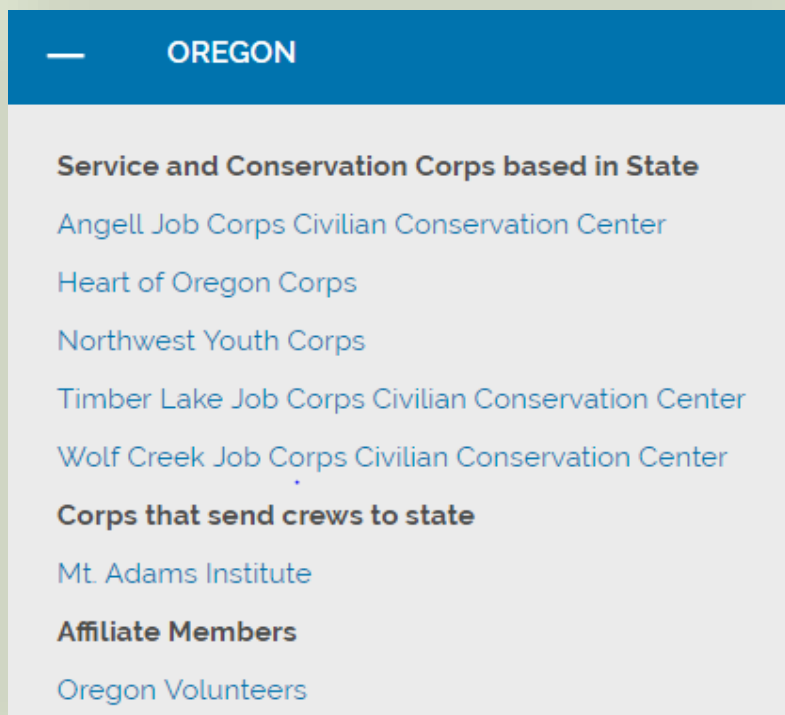 OREGON
Service and Conservation Corps based in State
Angell Job Corps Civilian Conservation Center
Heart of Oregon Corps
Northwest Youth Corps
Timber Lake Job Corps Civilian Conservation Center
Wolf Creek Job Corps Civilian Conservation Center
Corps that send crews to state
Mt. Adams Institute
Affiliate Members
Oregon Volunteers